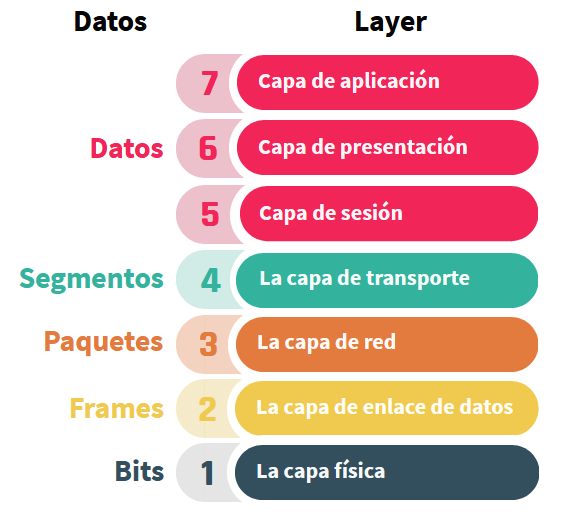 Datos Layer
7 Capa de aplicación
Datos 6 Capa de presentación
5 Capa de sesión
Segmentos 4 La capa de transporte
Paquetes 3 La capa de red
Frames 2 La capa de enlace de datos
Bits 1 La capa física